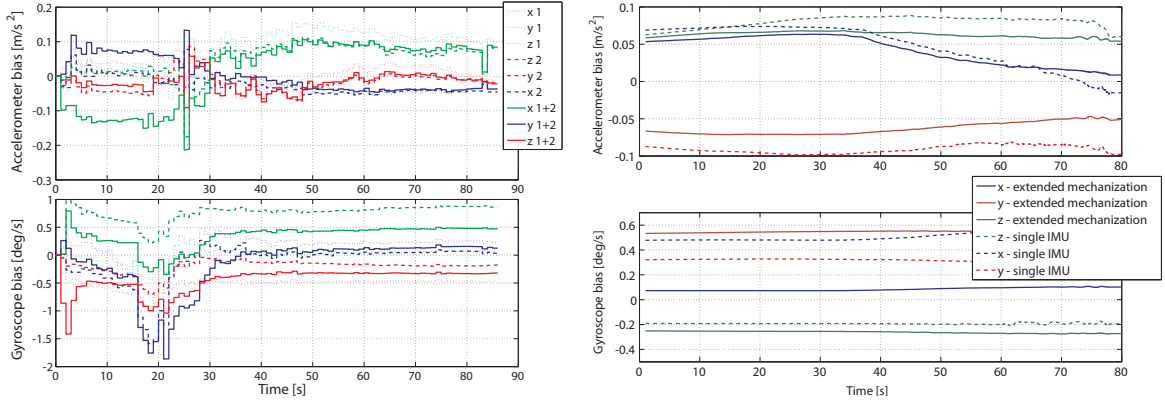 Accelerometer bias [m/s 2]
0.2
0.1
0
-0.1
-0.2
0.3
0 10 20 30 40 50 60 70 80 90
x 1
y 1
z 1
z 2
y 2
x 2
x 1+2
y 1+2
z 1+2
Gyroscope bias [deg/s]
1
0.5
0
-0.5
-1
-1.5
-2
0 10 20 30 40 50 60 70 80 90
Time [s]
Accelerometer bias [m/s 2]
0.1
0.05
0
-0.05
-0.1
0 10 20 30 40 50 60 70 80
x - extended mechanization
y - extended mechanization
z - extended mechanization
z - single IMU
x - single IMU
y - single IMU
Gyroscope bias [deg/s]
0.6
0.4
0.2
0
-0.2
-0.4
0 10 20 30 40 50 60 70 80
Time [s]